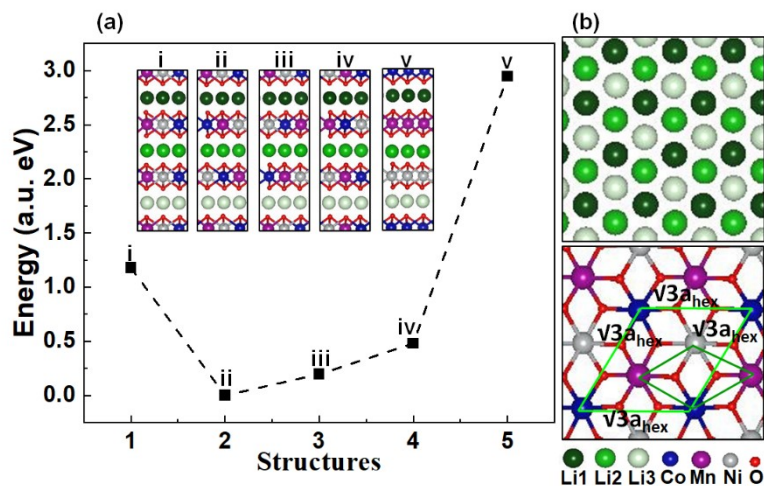 (a)
(b)
Energy (a.u. eV)
3.0
2.5
2.0
1.5
1.0
0.5
0.0
i ii iii iv v
v
i
ii
iii
iv
1 2 3 4 5
Structures
√3a_hex
√3a_hex √3a_hex
√3a_hex
Li1 Li2 Li3 Co Mn Ni O